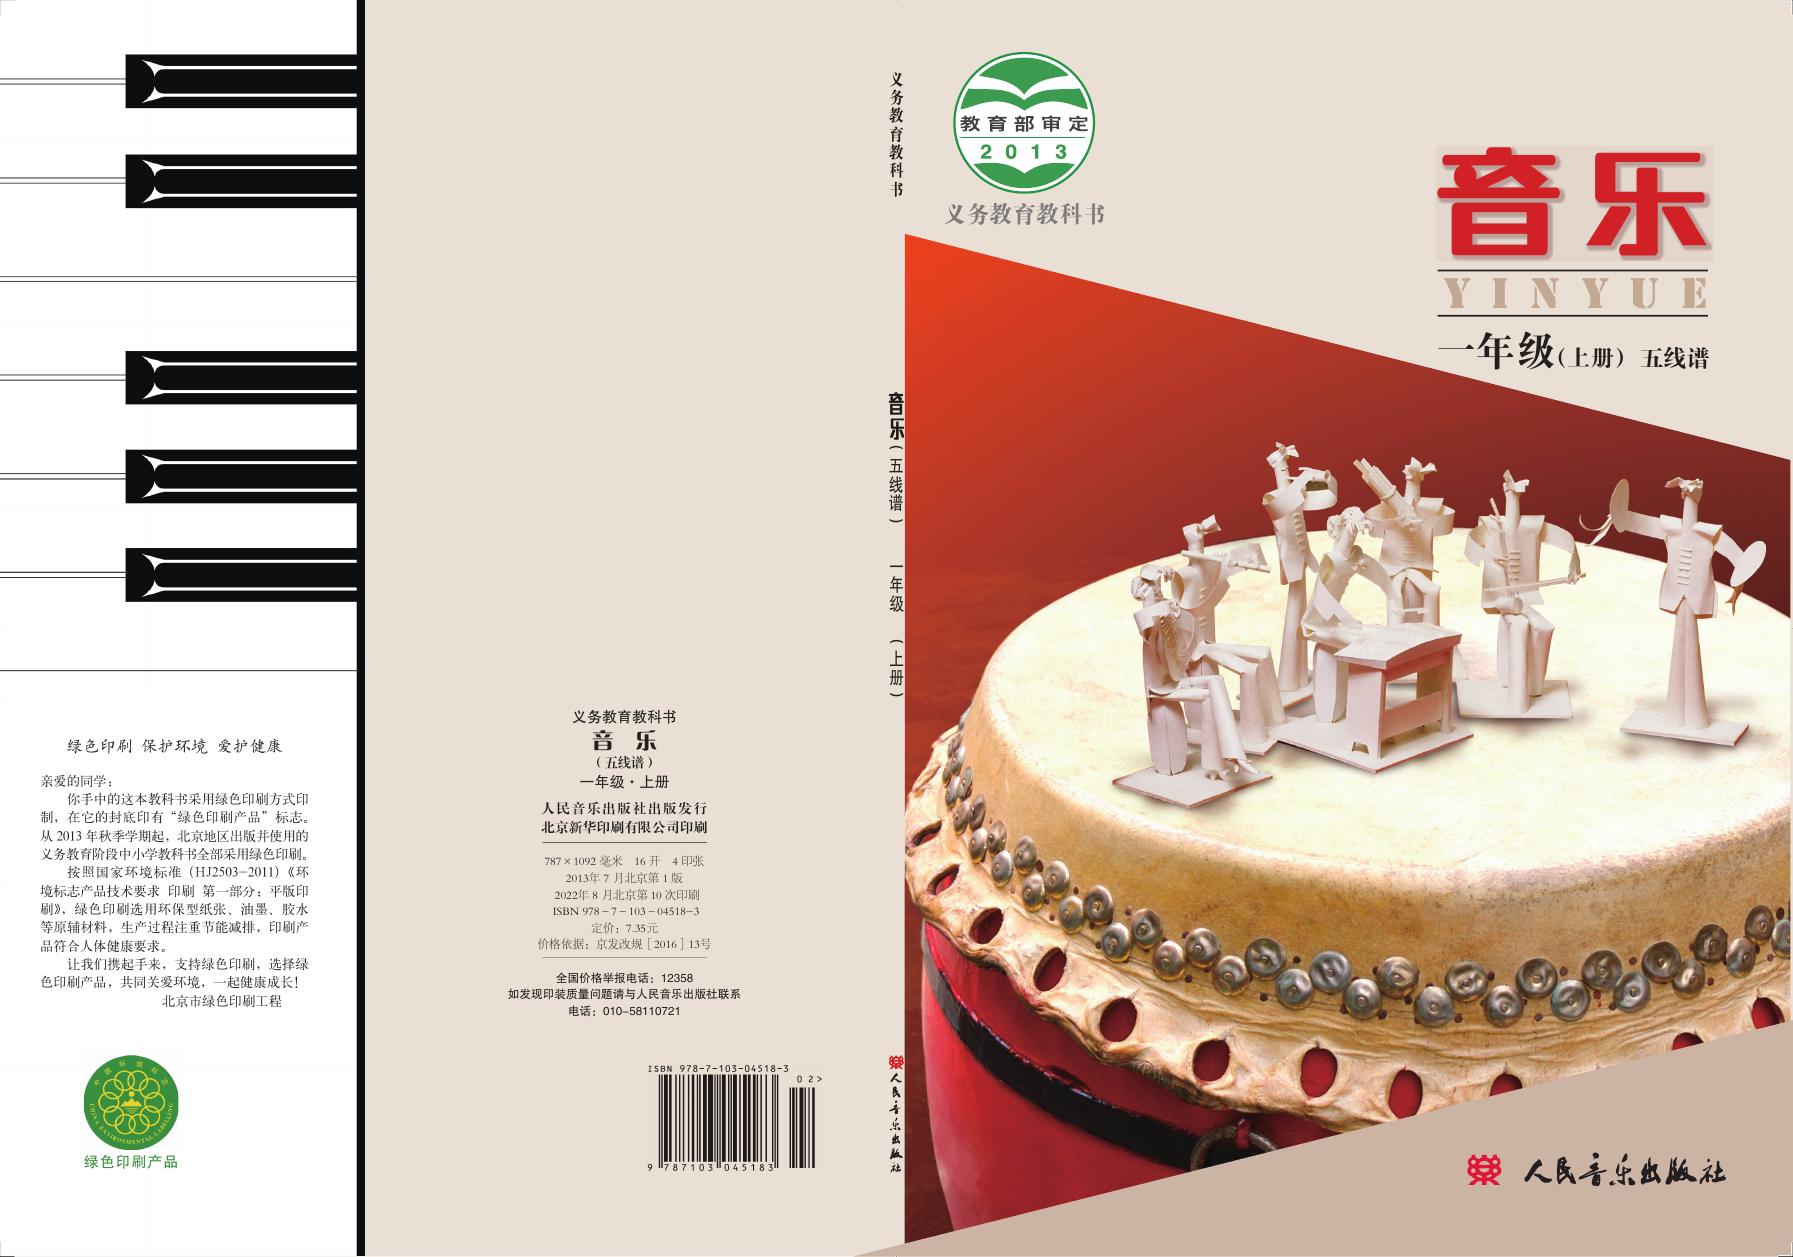 绿色印刷 保护环境 爱护健康
亲爱的同学：
你手中的这本教科书采用绿色印刷方式印
制，在它的封底印有“绿色印刷产品”标志。
从 2013 年秋季学期起，北京地区出版并使用的
义务教育阶段中小学教科书全部采用绿色印刷。
按照国家环境标准（HJ2503-2011）《环
境标志产品技术要求 印刷 第一部分：平版印
刷》，绿色印刷选用环保型纸张、油墨、胶水
等原辅材料，生产过程注重节能减排，印刷产
品符合人体健康要求。
让我们携起手来，支持绿色印刷，选择绿
色印刷产品，共同关爱环境，一起健康成长！
北京市绿色印刷工程
中国环境标志
CHINA ENVIRONMENTAL LABELLING
绿色印刷产品
义务教育教科书
音 乐
（五线谱）
一年级·上册
人民音乐出版社出版发行
北京新华印刷有限公司印刷
787×1092 毫米 16 开 4 印张
2013年 7 月北京第 1 版
2022年 8 月北京第 10 次印刷
ISBN 978-7-103-04518-3
定价：7.35元
价格依据：京发改规［2016］13号
全国价格举报电话：12358
如发现印装质量问题请与人民音乐出版社联系
电话：010-58110721
ISBN 978-7-103-04518-3
02>
9 787103 045183
义务教育教科书
音乐（五线谱） 一年级 （上册）
人民音乐出版社
教育部审定
2013
义务教育教科书
音乐
YINYUE
一年级（上册） 五线谱
人民音乐出版社